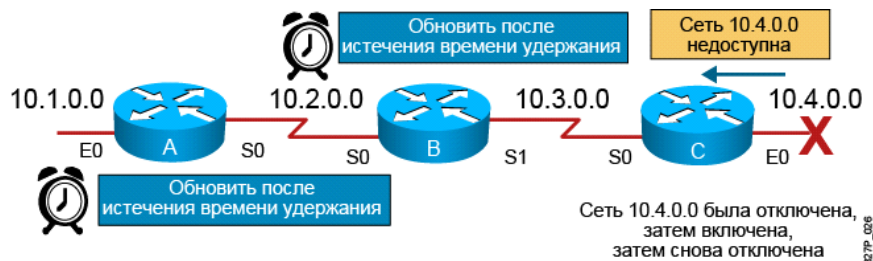 Обновить после
истечения времени удержания
Сеть 10.4.0.0
недоступна
10.1.0.0
10.2.0.0
10.3.0.0
10.4.0.0
E0
A
S0
S0
B
S1
S0
C
E0
X
Обновить после
истечения времени удержания
Сеть 10.4.0.0 была отключена,
затем включена,
затем снова отключена